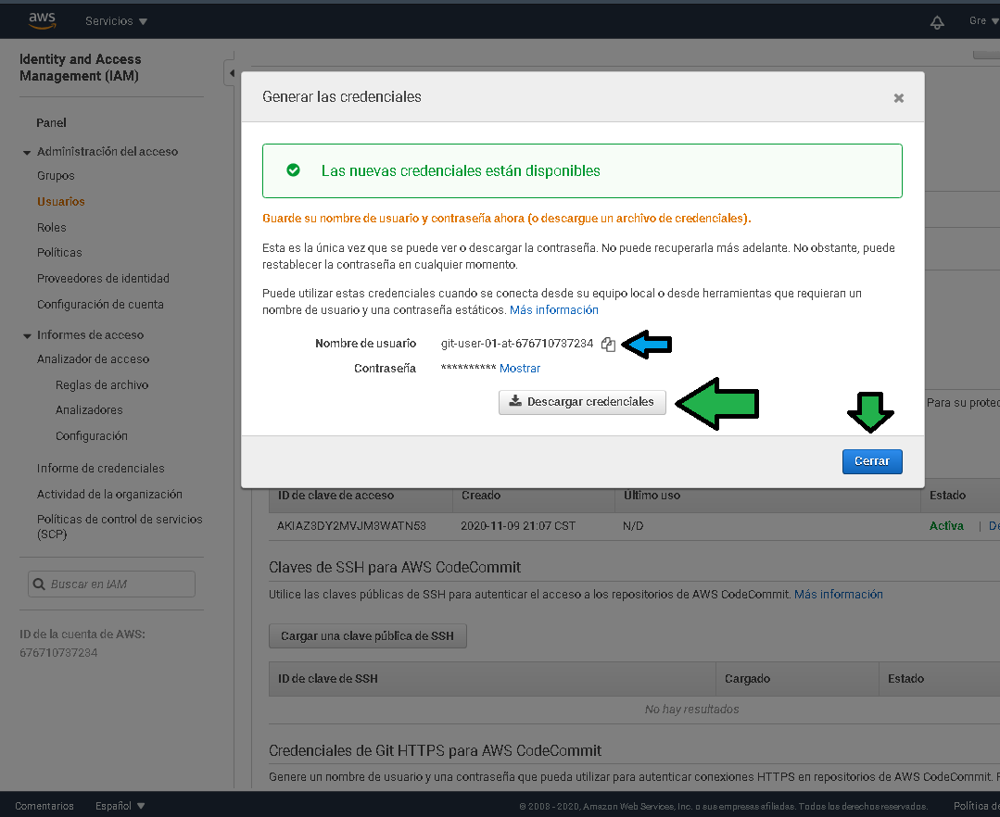 aws
Servicios
Gre
Identity and Access
Management (IAM)
Panel
Administración del acceso
Grupos
Usuarios
Roles
Políticas
Proveedores de identidad
Configuración de cuenta
Informes de acceso
Analizador de acceso
Reglas de archivo
Analizadores
Configuración
Informe de credenciales
Actividad de la organización
Políticas de control de servicios
(SCP)
Buscar en IAM
ID de la cuenta de AWS:
676710737234
Generar las credenciales
Las nuevas credenciales están disponibles
Guarde su nombre de usuario y contraseña ahora (o descargue un archivo de credenciales).
Esta es la única vez que se puede ver o descargar la contraseña. No puede recuperarla más adelante. No obstante, puede
restablecer la contraseña en cualquier momento.
Puede utilizar estas credenciales cuando se conecta desde su equipo local o desde herramientas que requieran un
nombre de usuario y una contraseña estáticos. Más información
Nombre de usuario git-user-01-at-676710737234
Contraseña ********** Mostrar
Descargar credenciales
Para su protec
Cerrar
ID de clave de acceso Creado Último uso Estado
AKIAZ3DY2MVJM3WATN53 2020-11-09 21:07 CST N/D Activa | De
Claves de SSH para AWS CodeCommit
Utilice las claves públicas de SSH para autenticar el acceso a los repositorios de AWS CodeCommit. Más información
Cargar una clave pública de SSH
ID de clave de SSH Cargado Estado
No hay resultados
Credenciales de Git HTTPS para AWS CodeCommit
Genere un nombre de usuario y una contraseña que pueda utilizar para autenticar conexiones HTTPS en repositorios de AWS CodeCommit.
Comentarios Español © 2008 - 2020, Amazon Web Services, Inc. o sus empresas afiliadas. Todos los derechos reservados. Política de